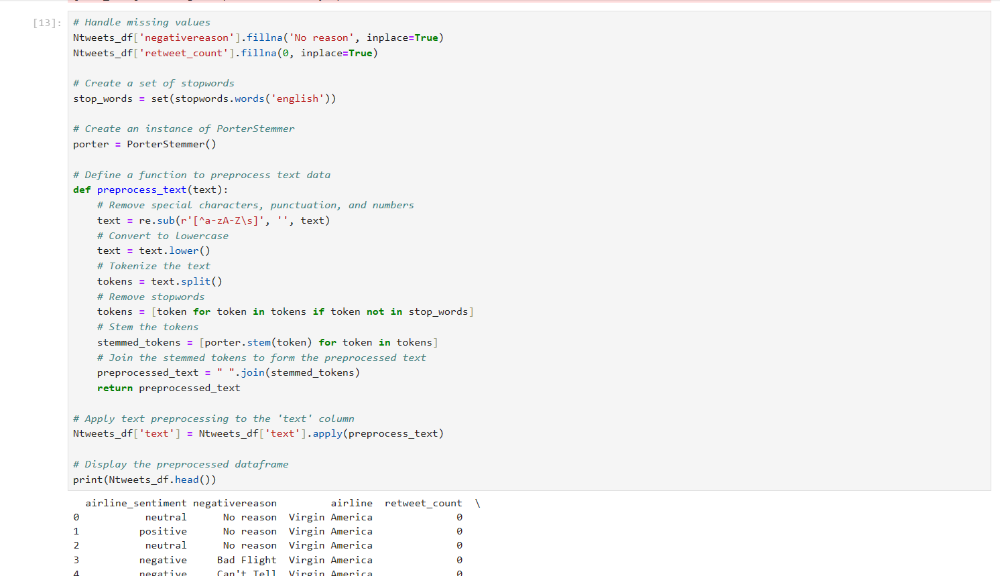 [13]:
# Handle missing values
Ntweets_df['negativereason'].fillna('No reason', inplace=True)
Ntweets_df['retweet_count'].fillna(0, inplace=True)
# Create a set of stopwords
stop_words = set(stopwords.words('english'))
# Create an instance of PorterStemmer
porter = PorterStemmer()
# Define a function to preprocess text data
def preprocess_text(text):
    # Remove special characters, punctuation, and numbers
    text = re.sub(r'[^a-zA-Z\s]', '', text)
    # Convert to lowercase
    text = text.lower()
    # Tokenize the text
    tokens = text.split()
    # Remove stopwords
    tokens = [token for token in tokens if token not in stop_words]
    # Stem the tokens
    stemmed_tokens = [porter.stem(token) for token in tokens]
    # Join the stemmed tokens to form the preprocessed text
    preprocessed_text = " ".join(stemmed_tokens)
    return preprocessed_text
# Apply text preprocessing to the 'text' column
Ntweets_df['text'] = Ntweets_df['text'].apply(preprocess_text)
# Display the preprocessed dataframe
print(Ntweets_df.head())
  airline_sentiment negativereason         airline  retweet_count  \
0           neutral      No reason  Virgin America              0
1          positive      No reason  Virgin America              0
2           neutral      No reason  Virgin America              0
3          negative     Bad Flight  Virgin America              0
4          negative     Can't Tell  Virgin America              0